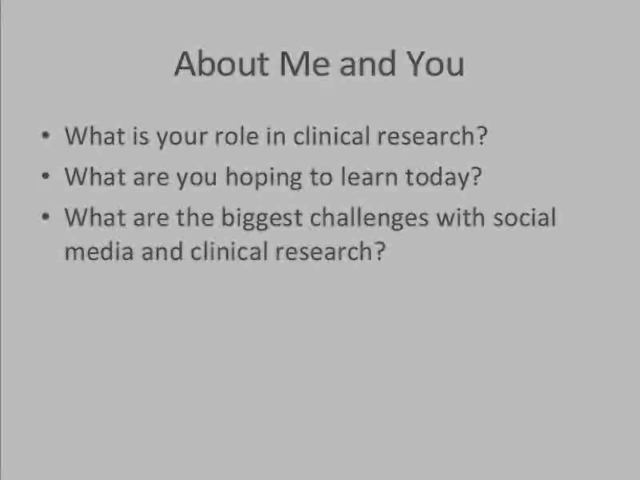 About Me and You
• What is your role in clinical research?
• What are you hoping to learn today?
• What are the biggest challenges with social
media and clinical research?